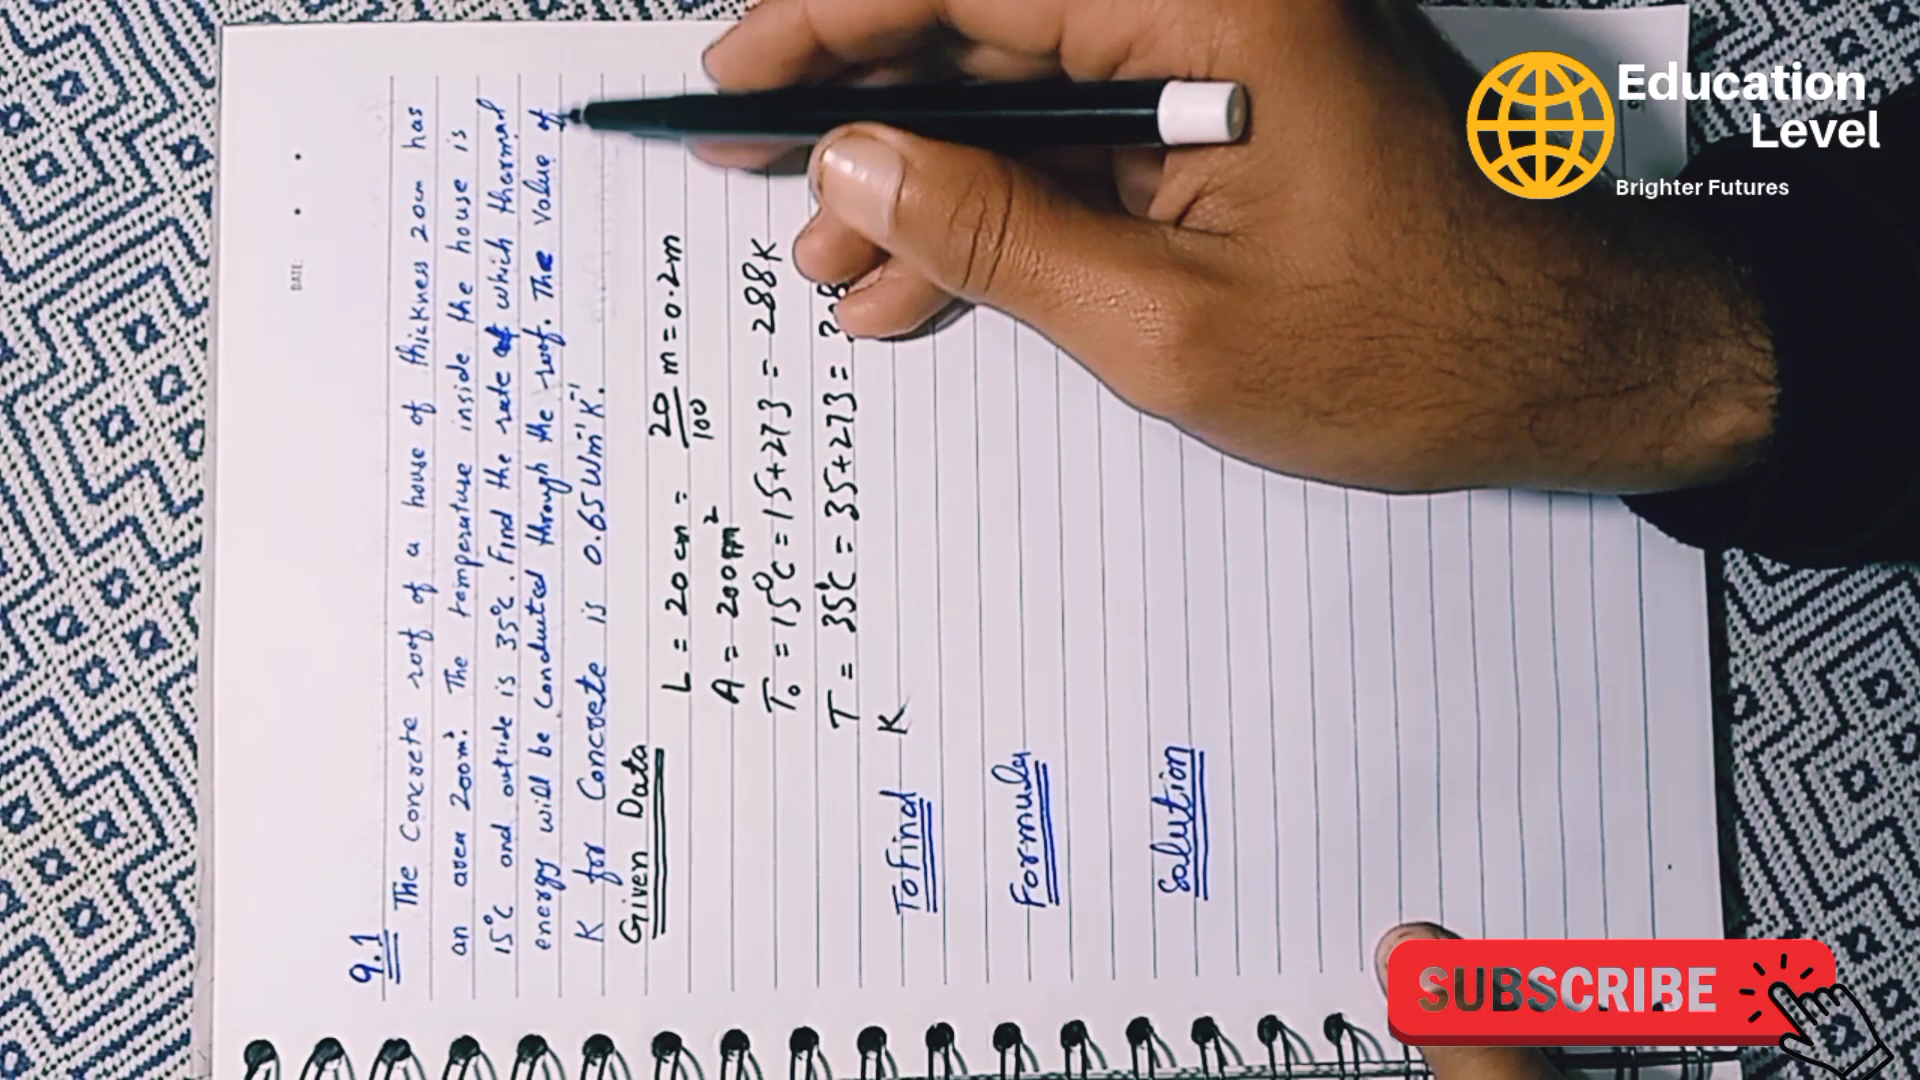 DATE:
9.1
The Concrete roof of a house of thickness 20cm has
an area 200m². The temperature inside the house is
15°C and outside is 35°C. Find the rate of which thermal
energy will be Conducted through the roof. The value of
K for Concrete is 0.65Wm⁻¹K⁻¹.
Given Data
L = 20cm = 20/100 m = 0.2m
A = 200m²
T₀ = 15°C = 15+273 = 288K
T = 35°C = 35+273 =
To Find K
Formula
Solution
Education
Level
Brighter Futures
SUBSCRIBE